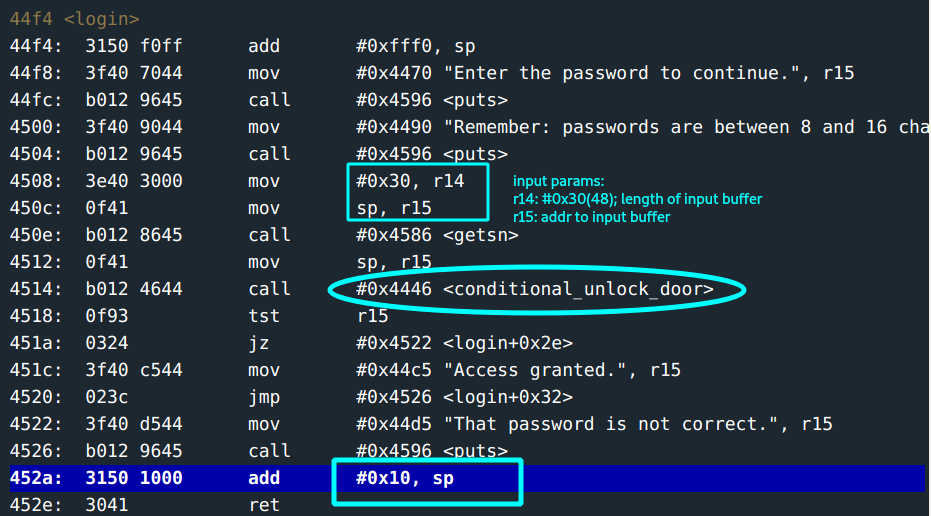 44f4 <login>
44f4: 3150 f0ff add #0xfff0, sp
44f8: 3f40 7044 mov #0x4470 "Enter the password to continue.", r15
44fc: b012 9645 call #0x4596 <puts>
4500: 3f40 9044 mov #0x4490 "Remember: passwords are between 8 and 16 cha
4504: b012 9645 call #0x4596 <puts>
4508: 3e40 3000 mov #0x30, r14
450c: 0f41 mov sp, r15
input params:
r14: #0x30(48); length of input buffer
r15: addr to input buffer
450e: b012 8645 call #0x4586 <getsn>
4512: 0f41 mov sp, r15
4514: b012 4644 call #0x4446 <conditional_unlock_door>
4518: 0f93 tst r15
451a: 0324 jz #0x4522 <login+0x2e>
451c: 3f40 c544 mov #0x44c5 "Access granted.", r15
4520: 023c jmp #0x4526 <login+0x32>
4522: 3f40 d544 mov #0x44d5 "That password is not correct.", r15
4526: b012 9645 call #0x4596 <puts>
452a: 3150 1000 add #0x10, sp
452e: 3041 ret